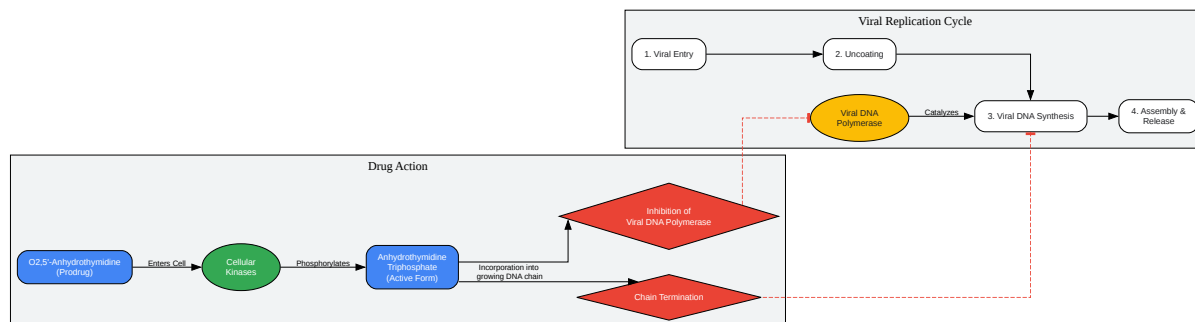 Viral Replication Cycle
1. Viral Entry
2. Uncoating
Viral DNA
Polymerase
Catalyzes
3. Viral DNA Synthesis
4. Assembly &
Release
Drug Action
Inhibition of
Viral DNA Polymerase
O2,5'-Anhydrothymidine
(Prodrug)
Enters Cell
Cellular
Kinases
Phosphorylates
Anhydrothymidine
Triphosphate
(Active Form)
Incorporation into
growing DNA chain
Chain Termination